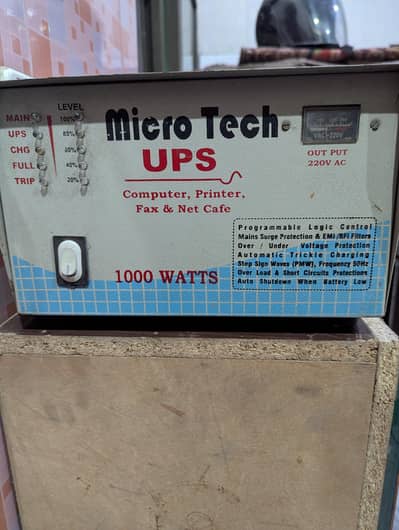 LEVEL
MAIN 100%
UPS
CHG
FULL 40%
TRIP 20%
Micro Tech
UPS
Computer, Printer,
Fax & Net Cafe
1000 WATTS
OUT PUT
220V AC
Programmable Logic Control
Mains Surge Protection & EMI/RFI Filters
Over / Under Voltage Protection
Automatic Trickle Charging
Step Sign Waves (PMW), Frequency 50Hz
Over Load & Short Circuits Protections
Auto Shutdown When Battery Low